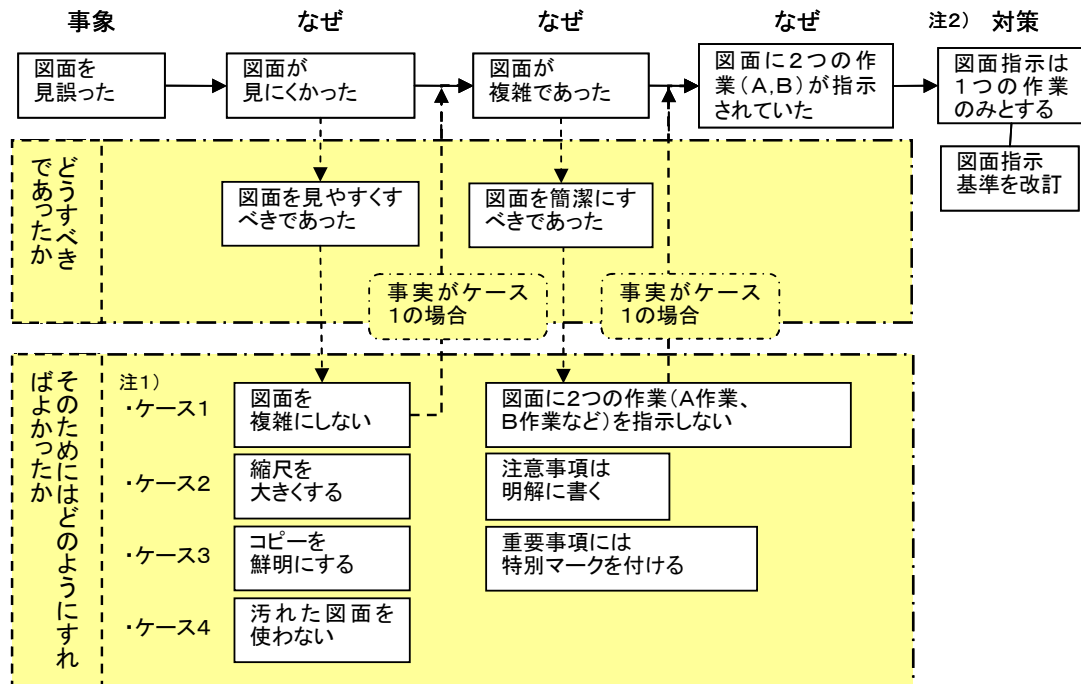 事象
なぜ
なぜ
なぜ
注2) 対策
図面を
見誤った
図面が
見にくかった
図面が
複雑であった
図面に2つの作
業(A,B)が指示
されていた
図面指示は
1つの作業
のみとする
図面指示
基準を改訂
どうすべき
であったか
図面を見やすくす
べきであった
図面を簡潔にす
べきであった
事実がケース
1の場合
事実がケース
1の場合
そのためにはどのようにすれ
ばよかったか
注1)
・ケース1
図面を
複雑にしない
図面に2つの作業(A作業、
B作業など)を指示しない
・ケース2
縮尺を
大きくする
注意事項は
明解に書く
・ケース3
コピーを
鮮明にする
重要事項には
特別マークを付ける
・ケース4
汚れた図面を
使わない